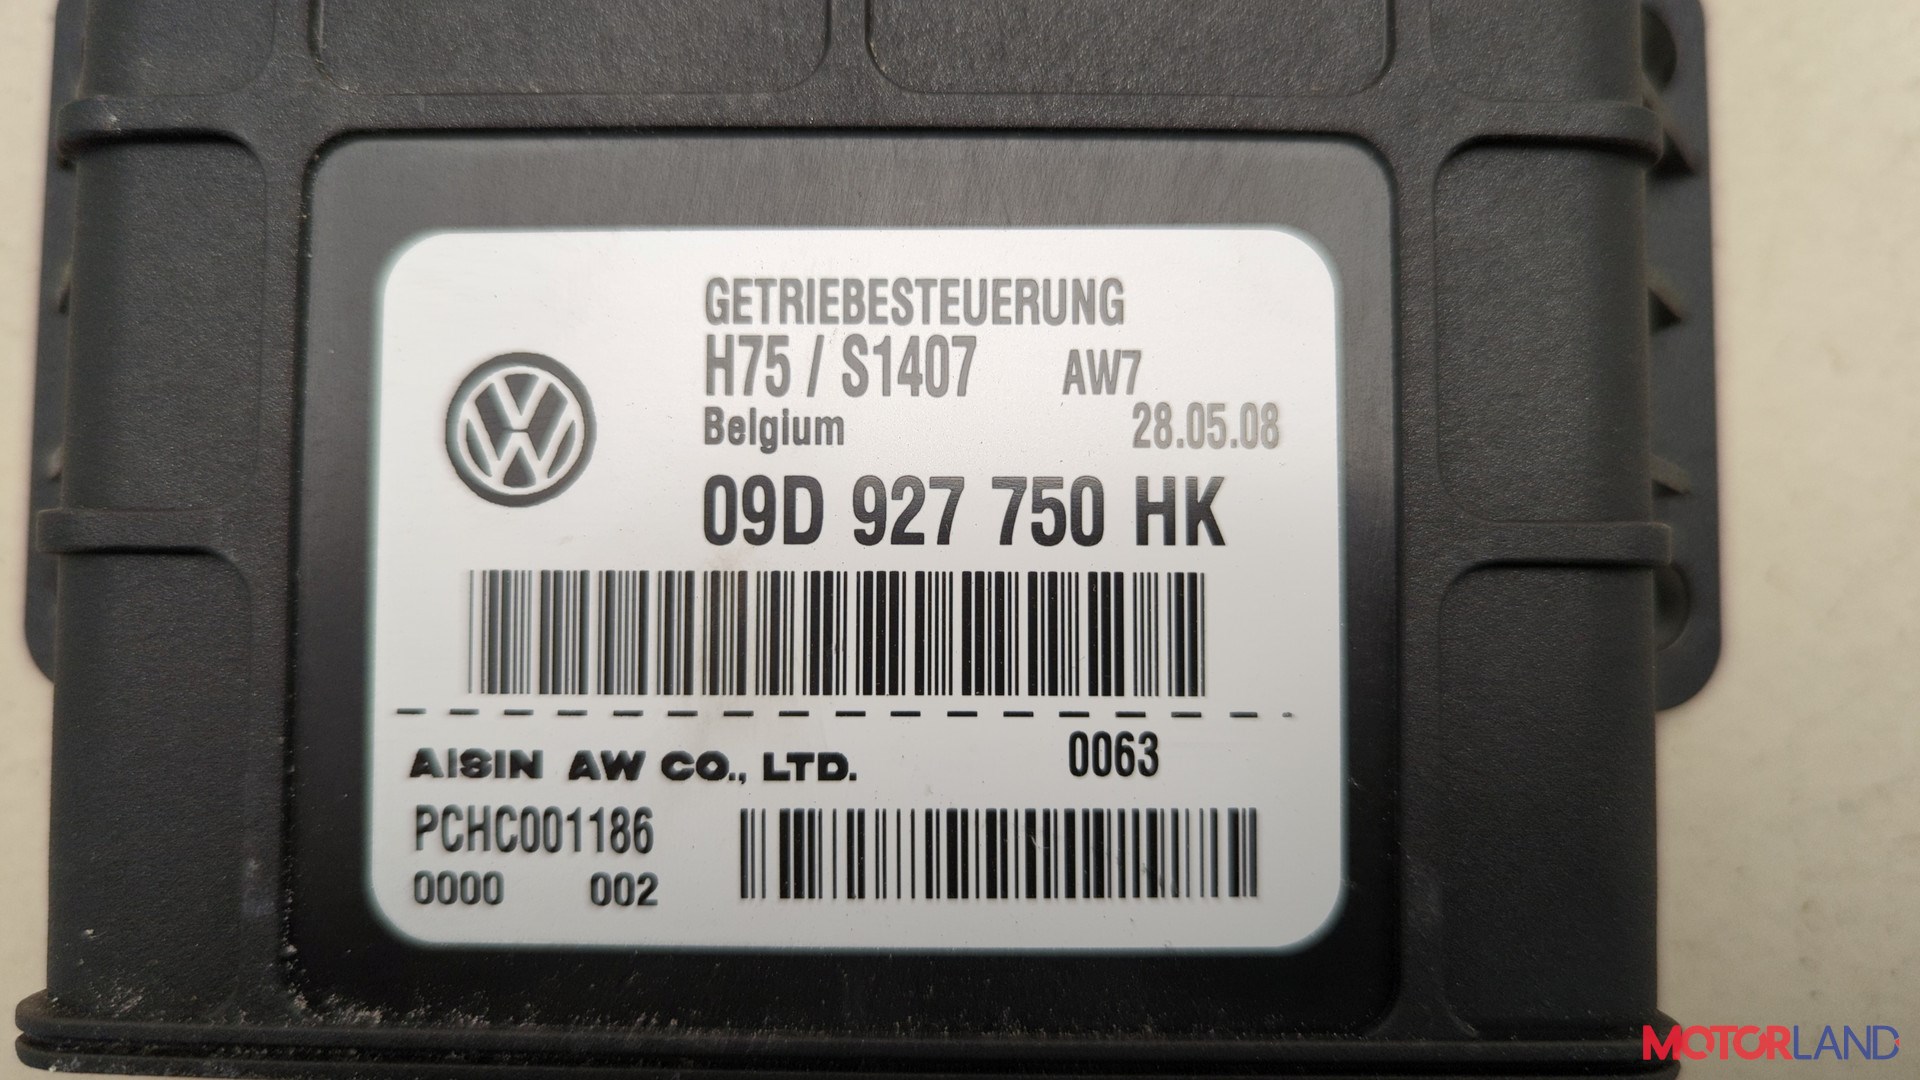 GETRIEBESTEUERUNG
H75 / S1407 AW7
Belgium 28.05.08
09D 927 750 HK
AISIN AW CO., LTD. 0063
PCHC001186
0000 002
MOTORLAND